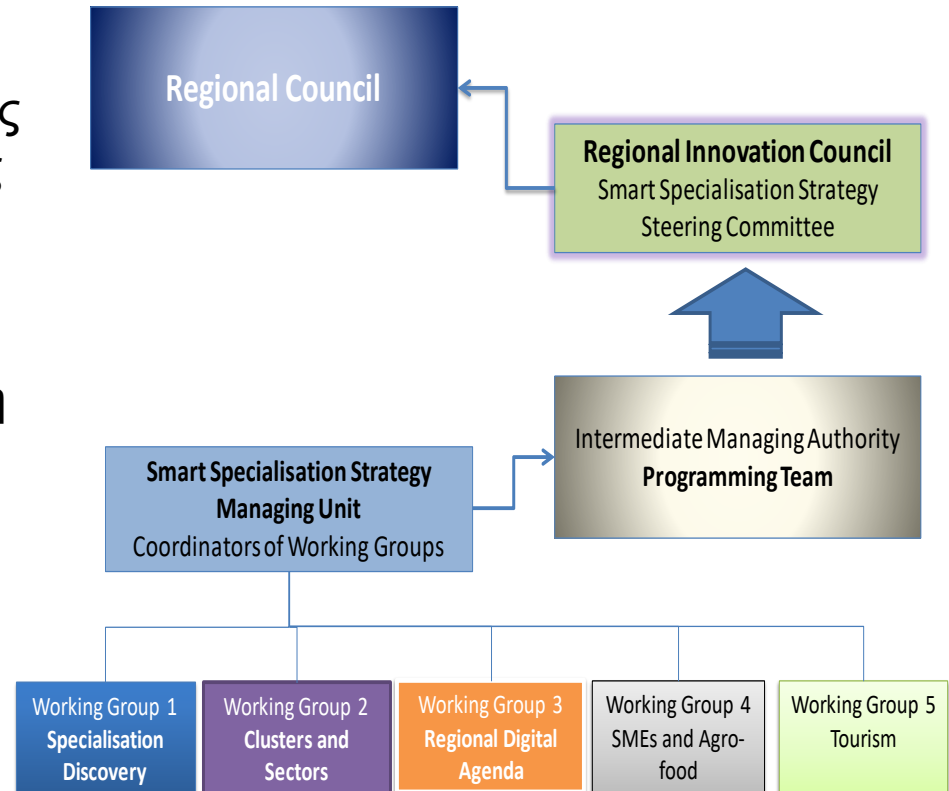 Regional Council
ς
ς
Regional Innovation Council
Smart Specialisation Strategy
Steering Committee
Intermediate Managing Authority
Programming Team
Smart Specialisation Strategy
Managing Unit
Coordinators of Working Groups
Working Group 1
Specialisation
Discovery
Working Group 2
Clusters and
Sectors
Working Group 3
Regional Digital
Agenda
Working Group 4
SMEs and Agro-
food
Working Group 5
Tourism